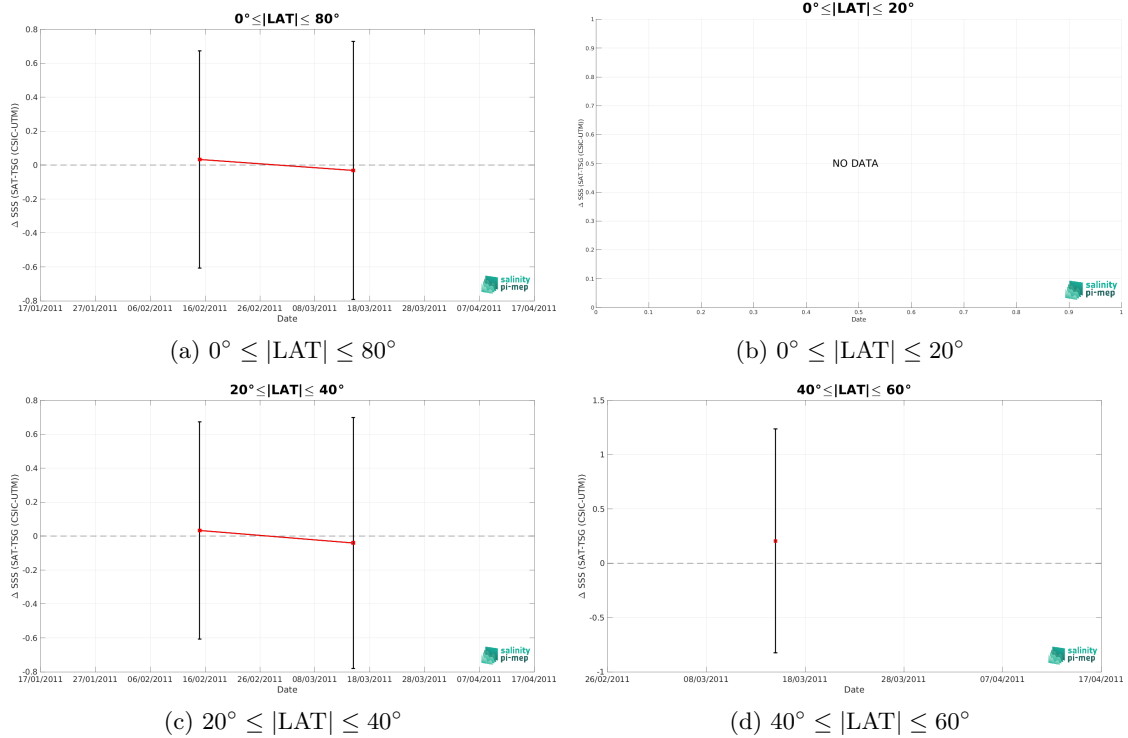 0°≤|LAT|≤ 80°
0.8
0.6
0.4
0.2
0
-0.2
-0.4
-0.6
-0.8
Δ SSS (SAT-TSG (CSIC-UTM))
17/01/2011 27/01/2011 06/02/2011 16/02/2011 26/02/2011 08/03/2011 18/03/2011 28/03/2011 07/04/2011 17/04/2011
Date
salinity
pi-mep
(a) 0° ≤ |LAT| ≤ 80°
0°≤|LAT|≤ 20°
1
0.9
0.8
0.7
0.6
0.5
0.4
0.3
0.2
0.1
0
Δ SSS (SAT-TSG (CSIC-UTM))
NO DATA
0 0.1 0.2 0.3 0.4 0.5 0.6 0.7 0.8 0.9 1
Date
salinity
pi-mep
(b) 0° ≤ |LAT| ≤ 20°
20°≤|LAT|≤ 40°
0.8
0.6
0.4
0.2
0
-0.2
-0.4
-0.6
-0.8
Δ SSS (SAT-TSG (CSIC-UTM))
17/01/2011 27/01/2011 06/02/2011 16/02/2011 26/02/2011 08/03/2011 18/03/2011 28/03/2011 07/04/2011 17/04/2011
Date
salinity
pi-mep
(c) 20° ≤ |LAT| ≤ 40°
40°≤|LAT|≤ 60°
1.5
1
0.5
0
-0.5
-1
Δ SSS (SAT-TSG (CSIC-UTM))
26/02/2011 08/03/2011 18/03/2011 28/03/2011 07/04/2011 17/04/2011
Date
salinity
pi-mep
(d) 40° ≤ |LAT| ≤ 60°